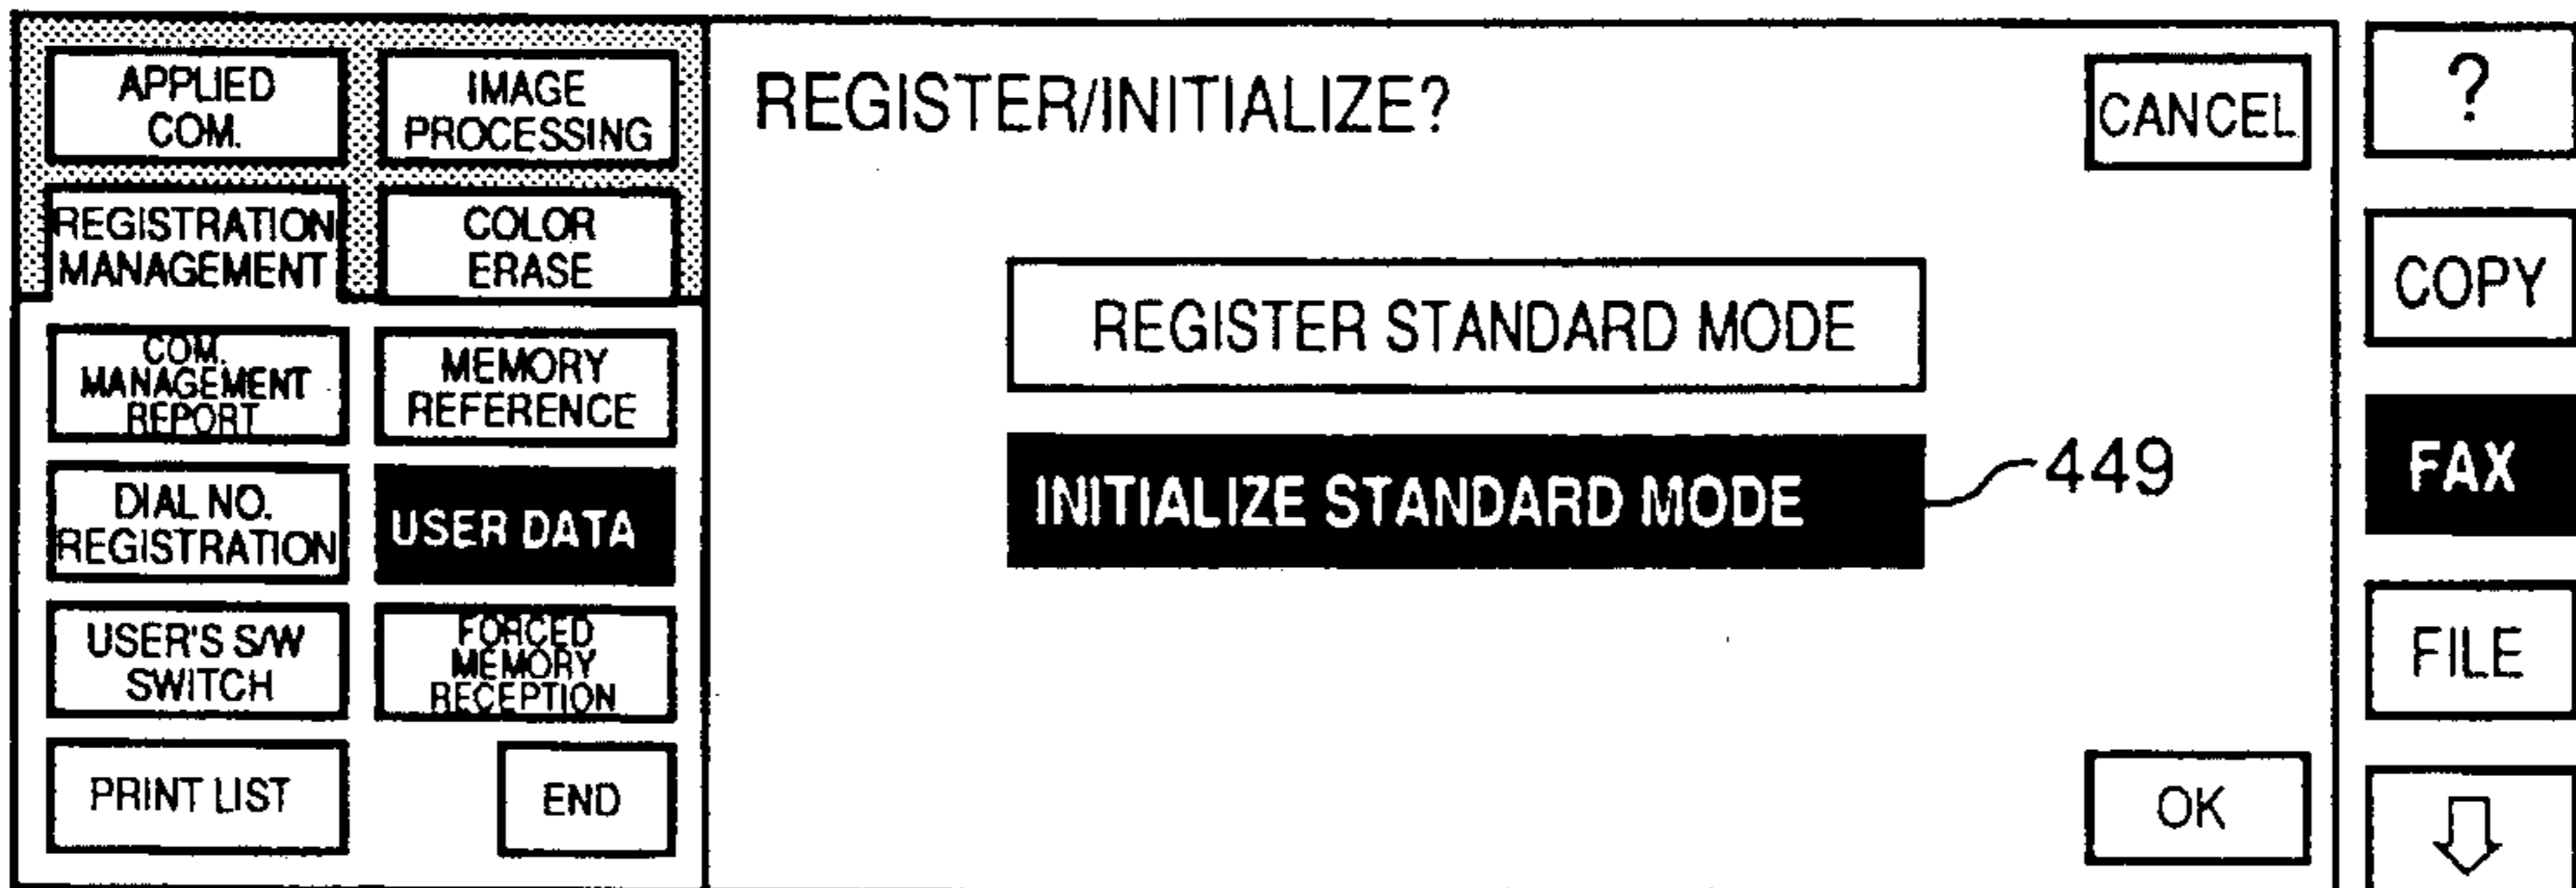 APPLIED
COM.
IMAGE
PROCESSING
REGISTRATION
MANAGEMENT
COLOR
ERASE
COM.
MANAGEMENT
REPORT
MEMORY
REFERENCE
DIAL NO.
REGISTRATION
USER DATA
USER'S S/W
SWITCH
FORCED
MEMORY
RECEPTION
PRINT LIST
END
REGISTER/INITIALIZE?
CANCEL
REGISTER STANDARD MODE
INITIALIZE STANDARD MODE
449
OK
?
COPY
FAX
FILE